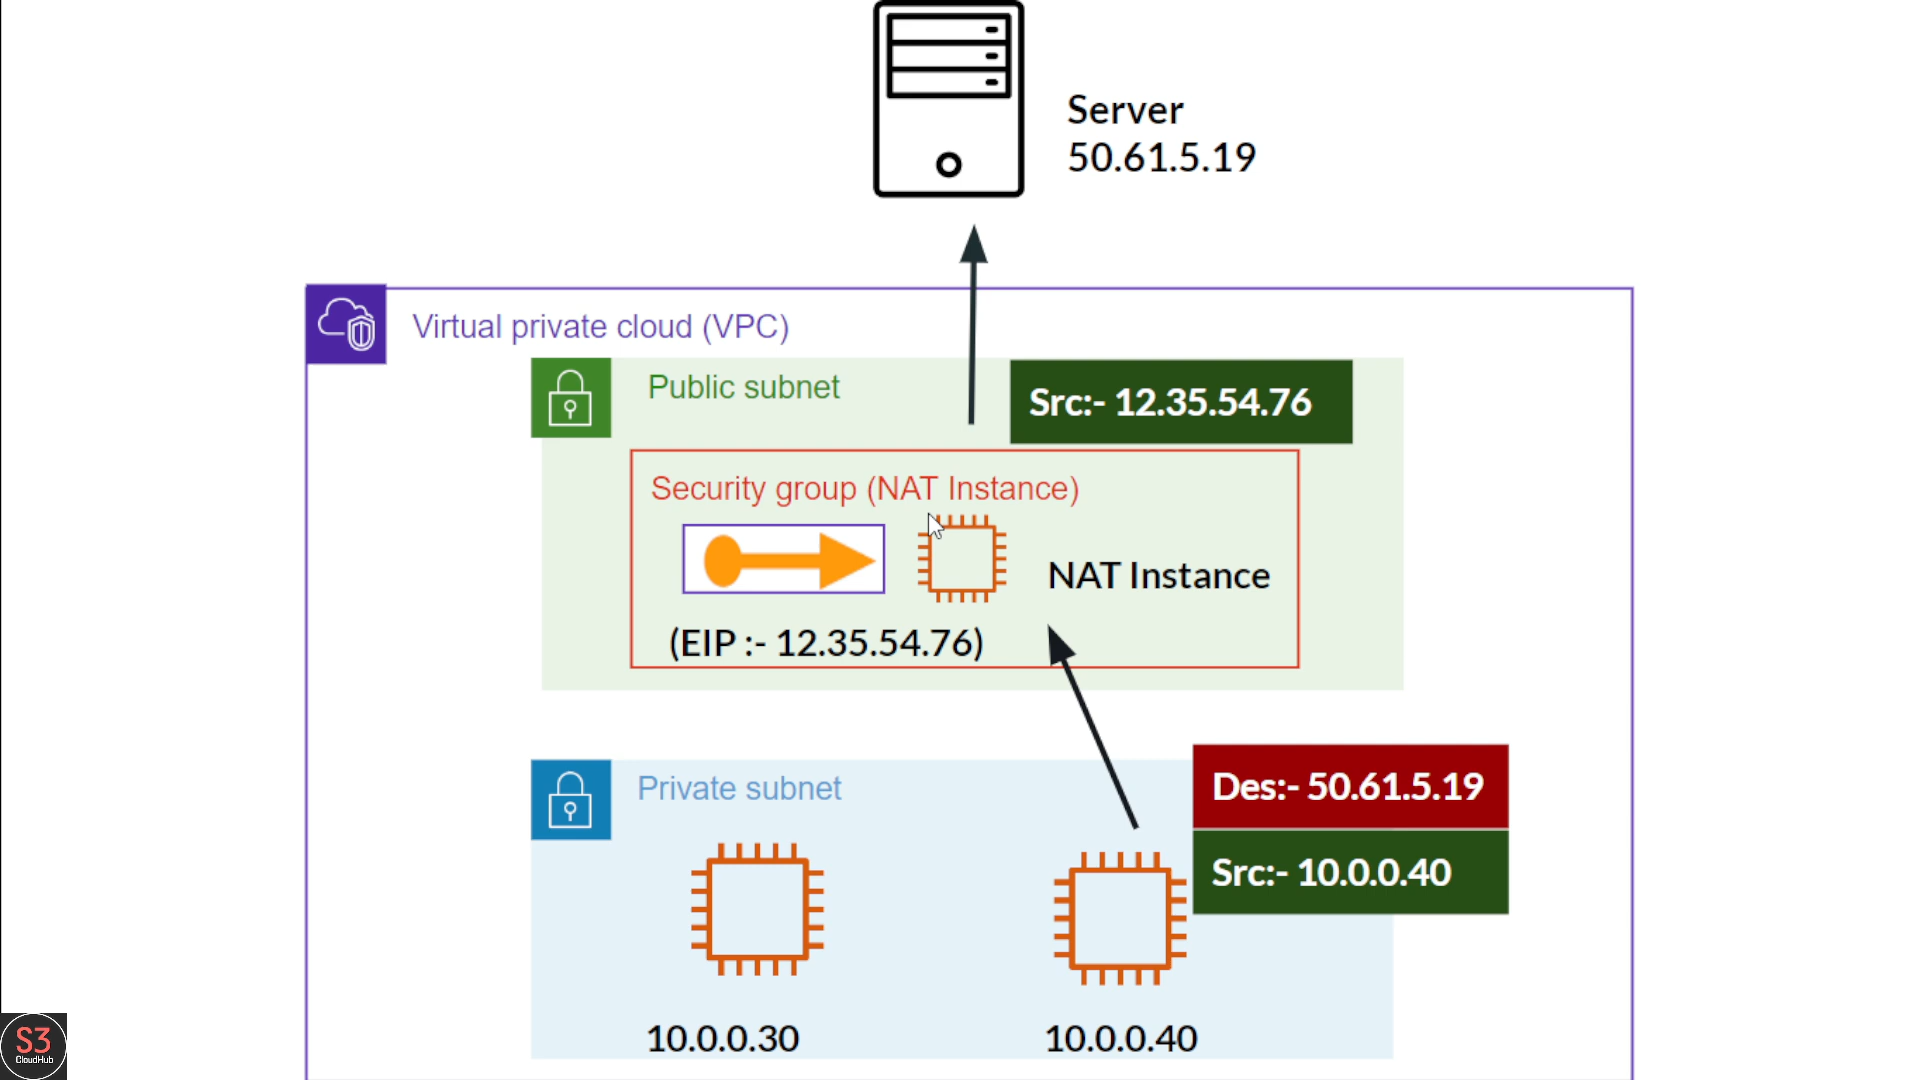 Server
50.61.5.19
Virtual private cloud (VPC)
Public subnet
Src:- 12.35.54.76
Security group (NAT Instance)
NAT Instance
(EIP :- 12.35.54.76)
Private subnet
Des:- 50.61.5.19
Src:- 10.0.0.40
10.0.0.30
10.0.0.40
S3
CloudHub